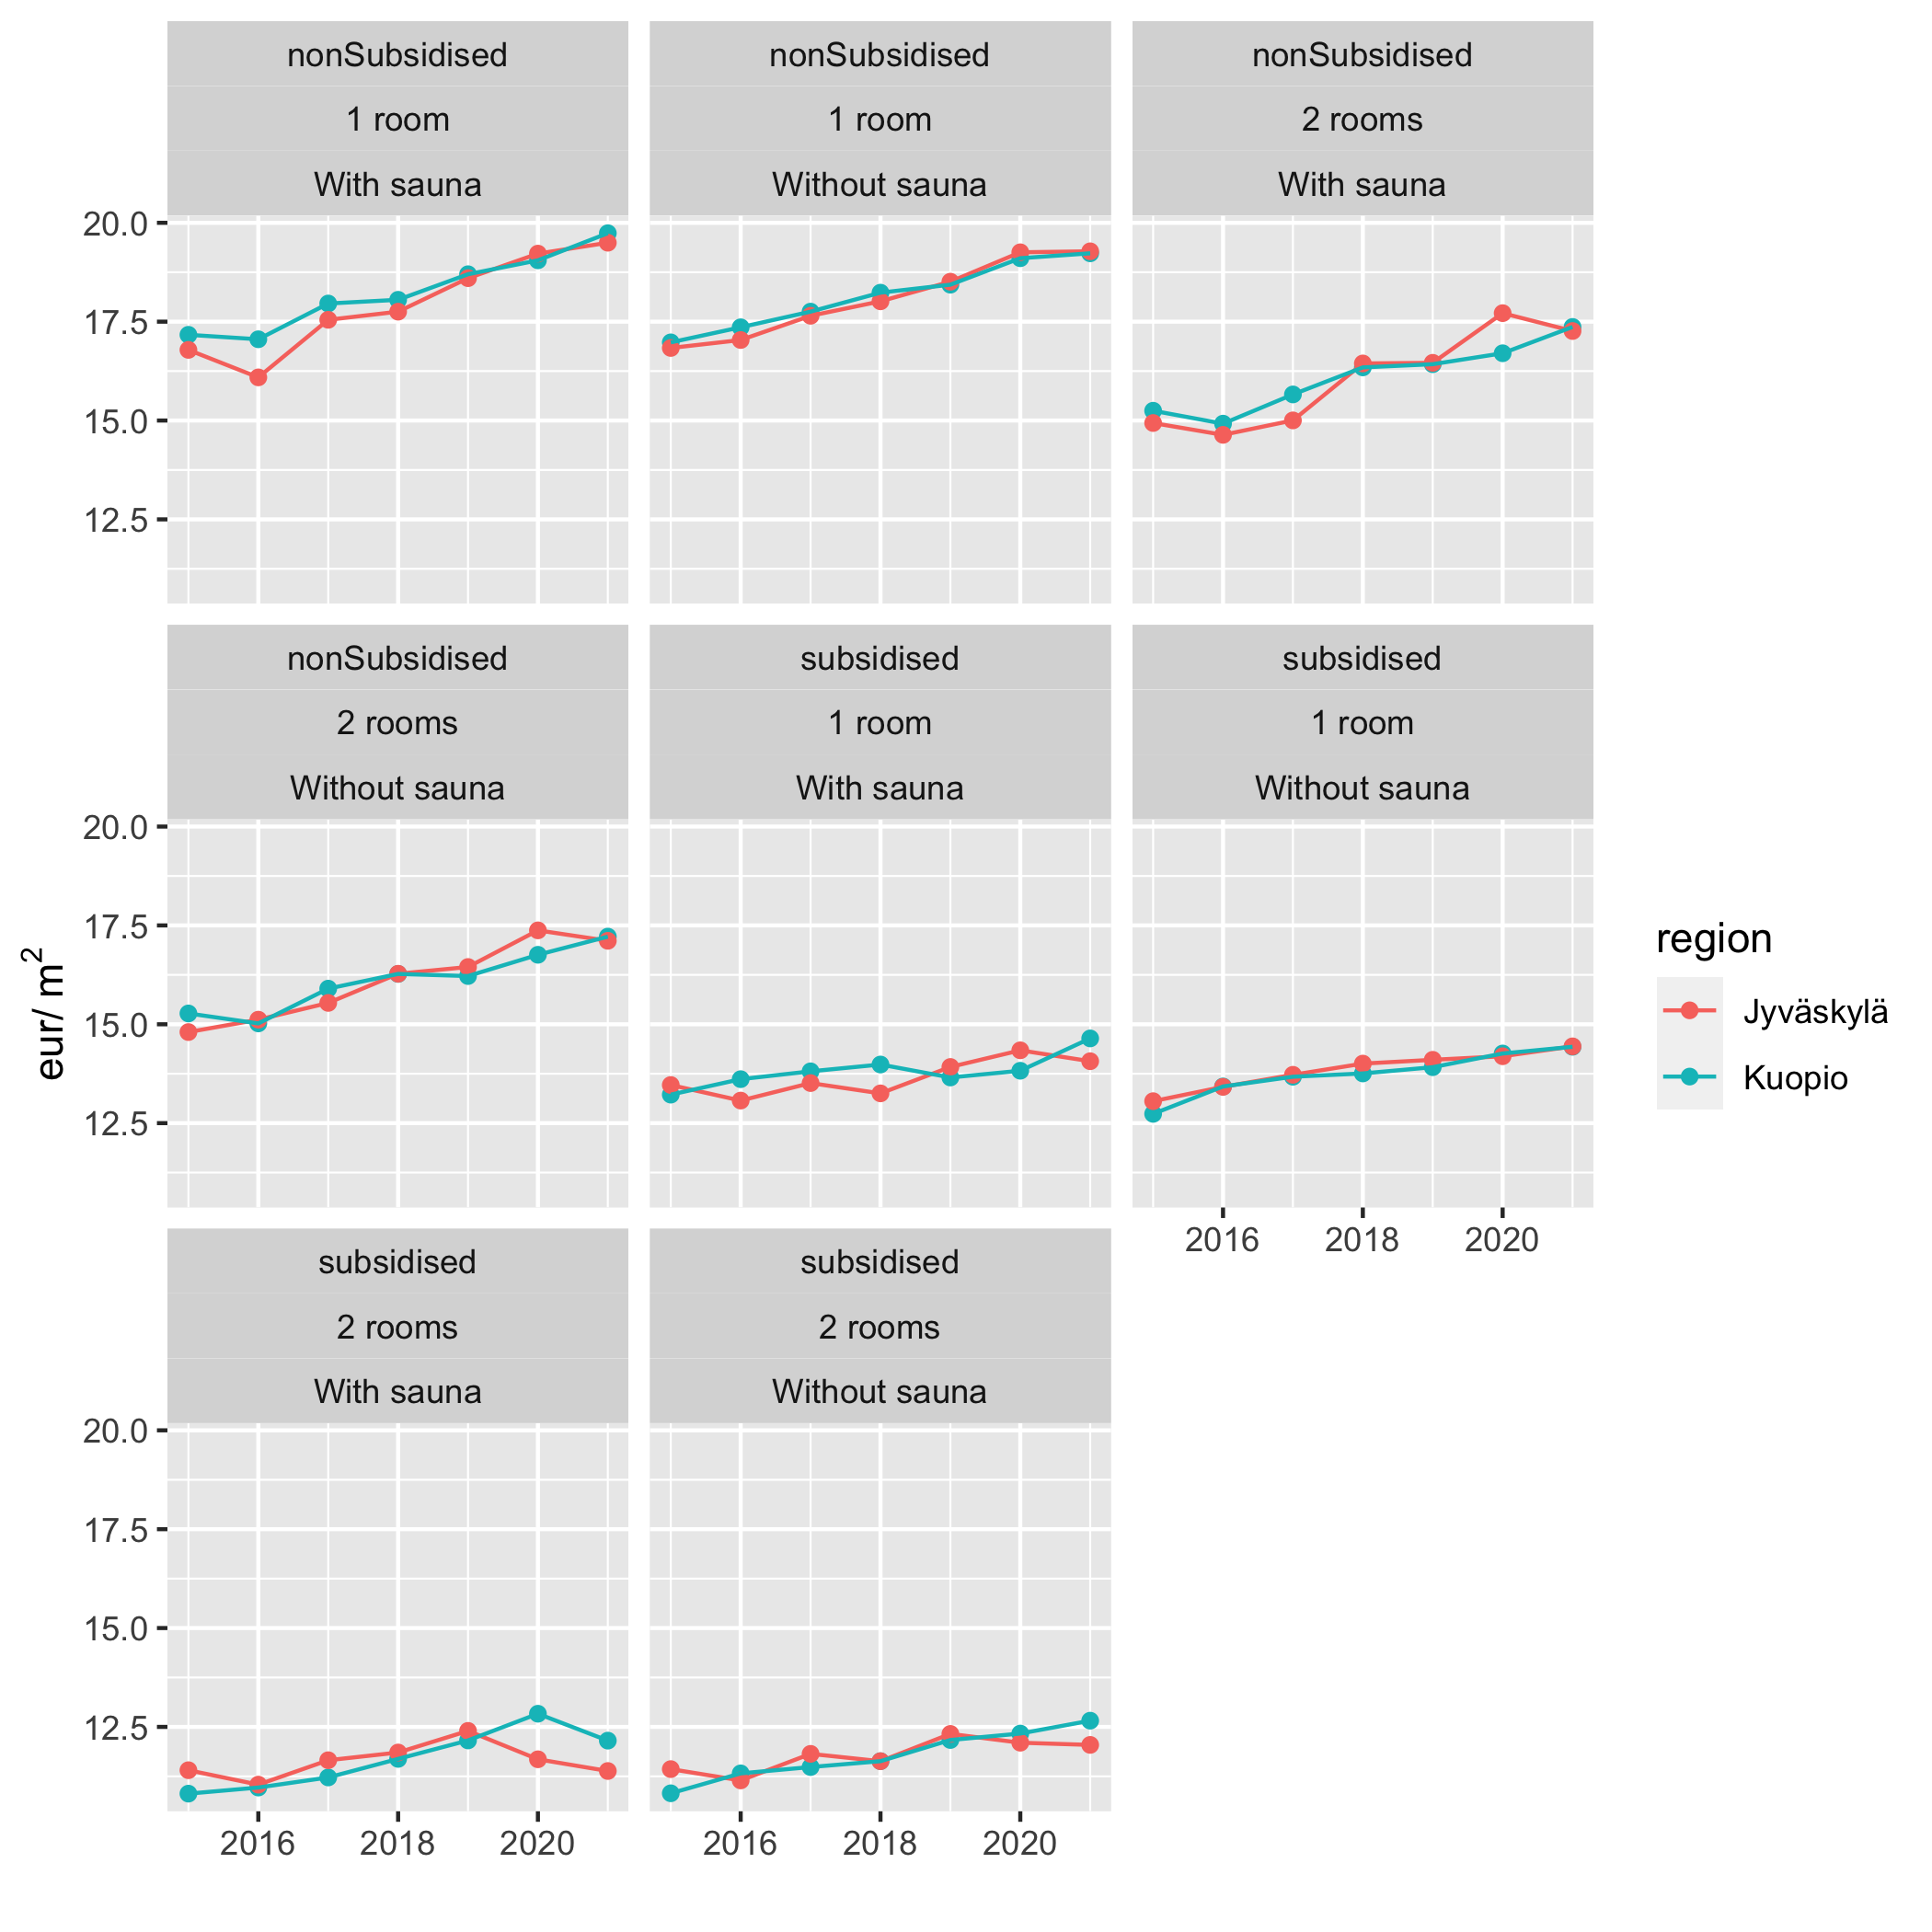 nonSubsidised
1 room
With sauna
nonSubsidised
1 room
Without sauna
nonSubsidised
2 rooms
With sauna
20.0
17.5
15.0
12.5
nonSubsidised
2 rooms
Without sauna
subsidised
1 room
With sauna
subsidised
1 room
Without sauna
20.0
17.5
15.0
12.5
2016 2018 2020
subsidised
2 rooms
With sauna
subsidised
2 rooms
Without sauna
20.0
17.5
15.0
12.5
2016 2018 2020
2016 2018 2020
eur/ m²
region
Jyväskylä
Kuopio